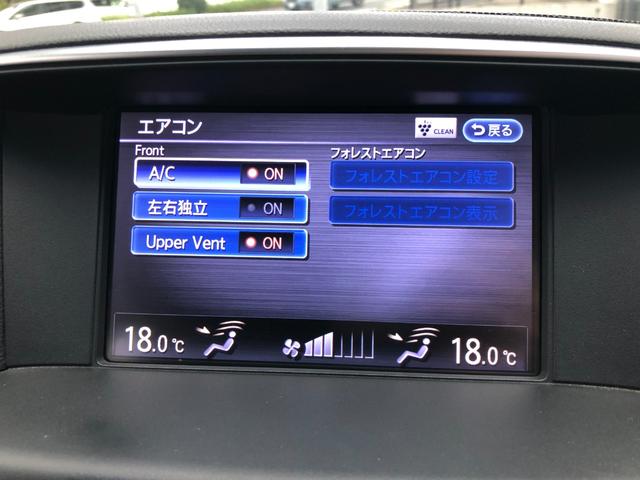 エアコン
CLEAN
戻る
Front
フォレストエアコン
A/C ON
フォレストエアコン設定
左右独立 ON
フォレストエアコン表示
Upper Vent ON
18.0℃
18.0℃